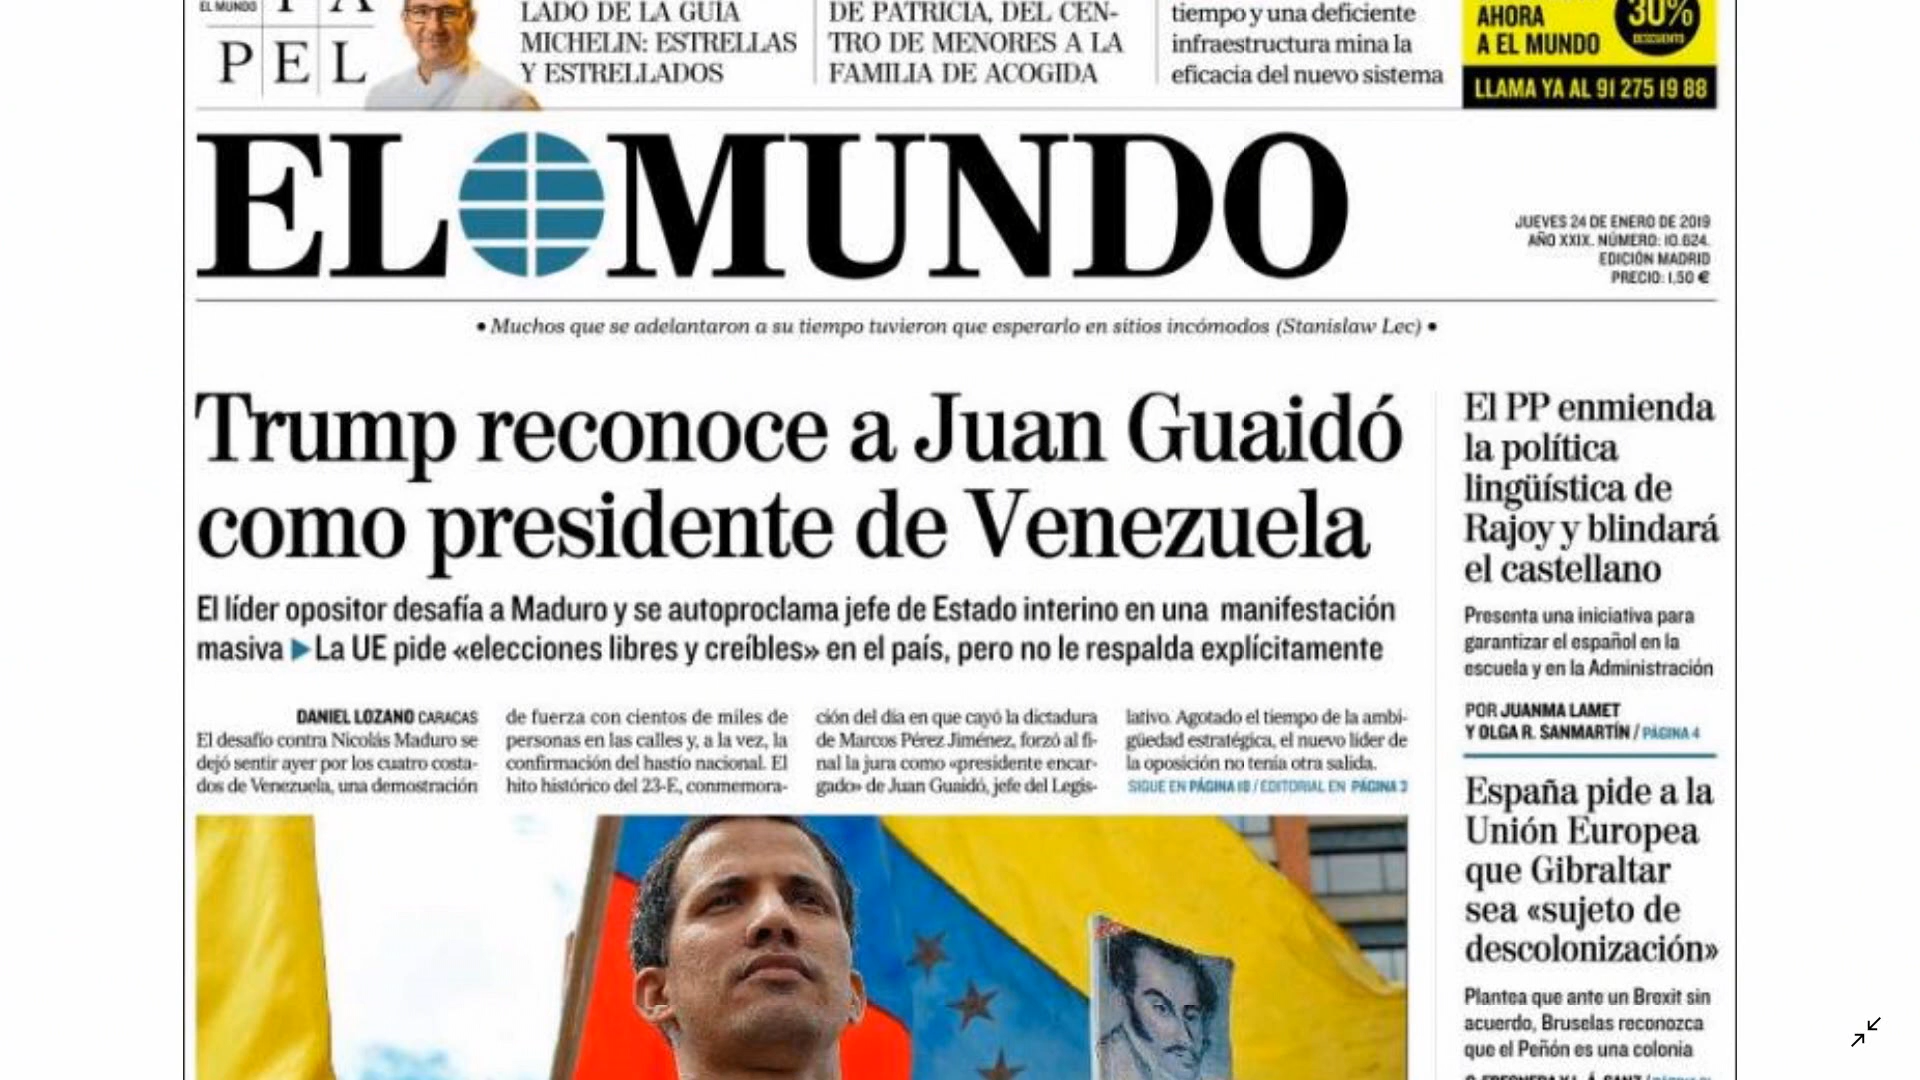 EL MUNDO
P A
P E L
LADO DE LA GUÍA
MICHELIN: ESTRELLAS
Y ESTRELLADOS
DE PATRICIA, DEL CEN-
TRO DE MENORES A LA
FAMILIA DE ACOGIDA
tiempo y una deficiente
infraestructura mina la
eficacia del nuevo sistema
AHORA
A EL MUNDO
30%
DESCUENTO
LLAMA YA AL 91 275 19 88
EL MUNDO
JUEVES 24 DE ENERO DE 2019
AÑO XXIX. NÚMERO: 10.624.
EDICIÓN MADRID
PRECIO: 1,50 €
• Muchos que se adelantaron a su tiempo tuvieron que esperarlo en sitios incómodos (Stanislaw Lec) •
Trump reconoce a Juan Guaidó
como presidente de Venezuela
El líder opositor desafía a Maduro y se autoproclama jefe de Estado interino en una manifestación
masiva ▶ La UE pide «elecciones libres y creíbles» en el país, pero no le respalda explícitamente
DANIEL LOZANO CARACAS
El desafío contra Nicolás Maduro se
dejó sentir ayer por los cuatro costa-
dos de Venezuela, una demostración
de fuerza con cientos de miles de
personas en las calles y, a la vez, la
confirmación del hastío nacional. El
hito histórico del 23-E, conmemora-
ción del día en que cayó la dictadura
de Marcos Pérez Jiménez, forzó al fi-
nal la jura como «presidente encar-
gado» de Juan Guaidó, jefe del Legis-
lativo. Agotado el tiempo de la ambi-
güedad estratégica, el nuevo líder de
la oposición no tenía otra salida.
SIGUE EN PÁGINA 18 / EDITORIAL EN PÁGINA 3
El PP enmienda
la política
lingüística de
Rajoy y blindará
el castellano
Presenta una iniciativa para
garantizar el español en la
escuela y en la Administración
POR JUANMA LAMET
Y OLGA R. SANMARTÍN / PÁGINA 4
España pide a la
Unión Europea
que Gibraltar
sea «sujeto de
descolonización»
Plantea que ante un Brexit sin
acuerdo, Bruselas reconozca
que el Peñón es una colonia